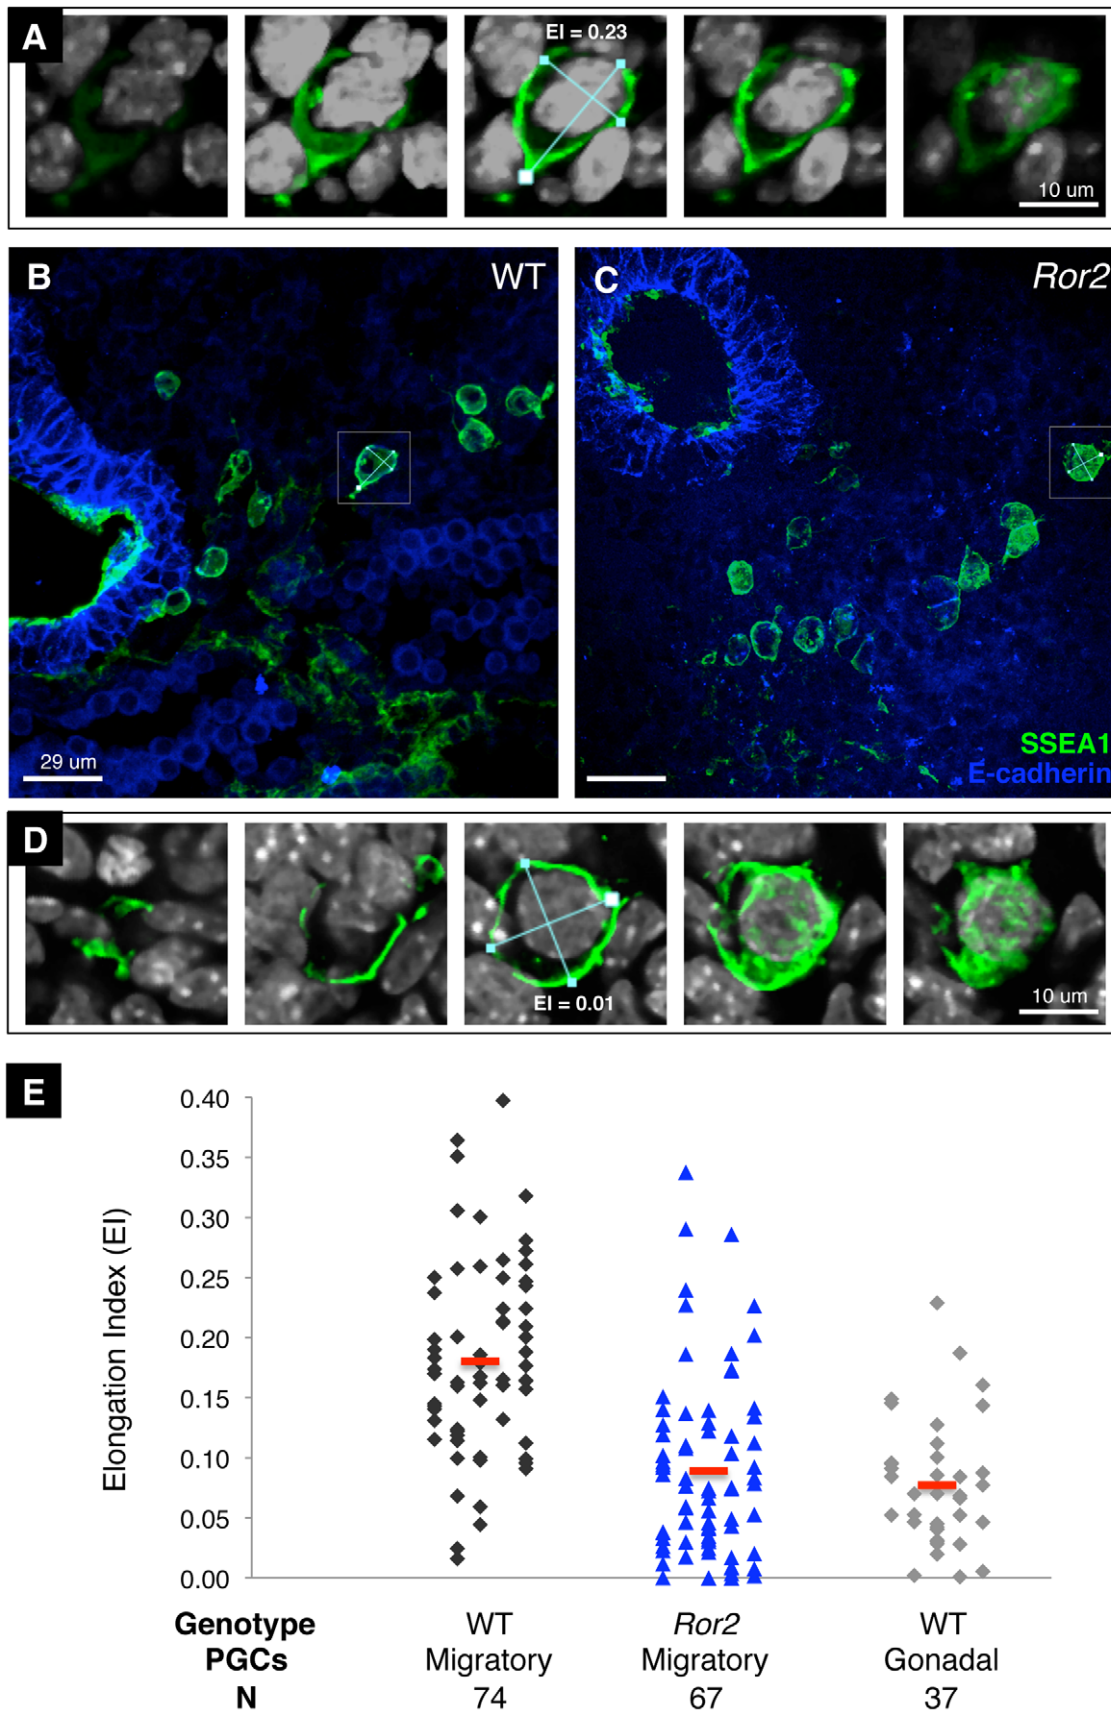 A
EI = 0.23
10 um
B
WT
C
Ror2
29 um
SSEA1
E-cadherin
D
EI = 0.01
10 um
E
0.40
0.35
0.30
0.25
0.20
0.15
0.10
0.05
0.00
Elongation Index (EI)
Genotype WT Ror2 WT
PGCs Migratory Migratory Gonadal
N 74 67 37